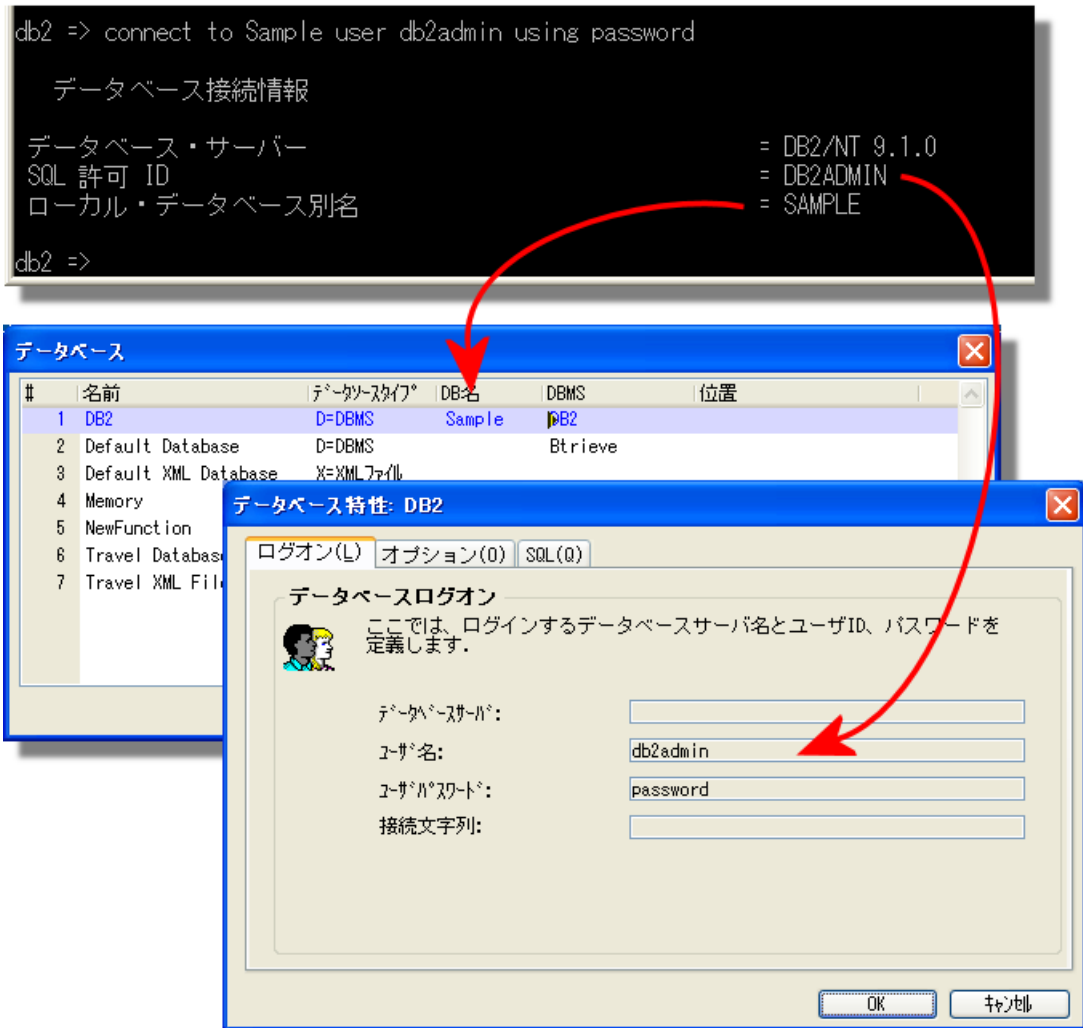 db2 => connect to Sample user db2admin using password
データベース接続情報
データベース・サーバー = DB2/NT 9.1.0
SQL 許可 ID = DB2ADMIN
ローカル・データベース別名 = SAMPLE
db2 =>
データベース
# 名前 ﾃﾞｰﾀｿｰｽﾀｲﾌﾟ DB名 DBMS 位置
1 DB2 D=DBMS Sample DB2
2 Default Database D=DBMS Btrieve
3 Default XML Database X=XMLﾌｧｲﾙ
4 Memory
5 NewFunction
6 Travel Databas
7 Travel XML Fil
データベース特性: DB2
ログオン(L) オプション(O) SQL(Q)
データベースログオン
ここでは、ログインするデータベースサーバ名とユーザID、パスワードを
定義します.
ﾃﾞｰﾀﾍﾞｰｽｻｰﾊﾞ:
ﾕｰｻﾞ名: db2admin
ﾕｰｻﾞﾊﾟｽﾜｰﾄﾞ: password
接続文字列:
OK ｷｬﾝｾﾙ